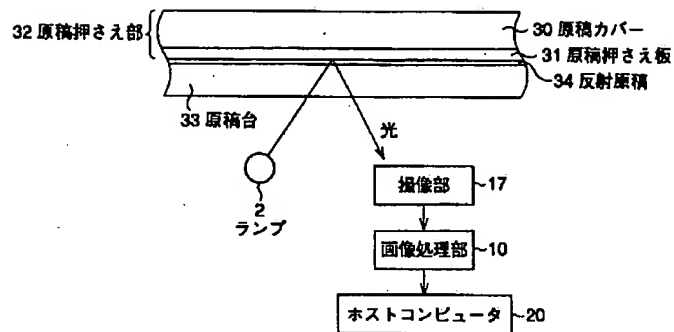 32 原稿押さえ部
30 原稿カバー
31 原稿押さえ板
34 反射原稿
33 原稿台
光
2
ランプ
撮像部 17
画像処理部 10
ホストコンピュータ 20